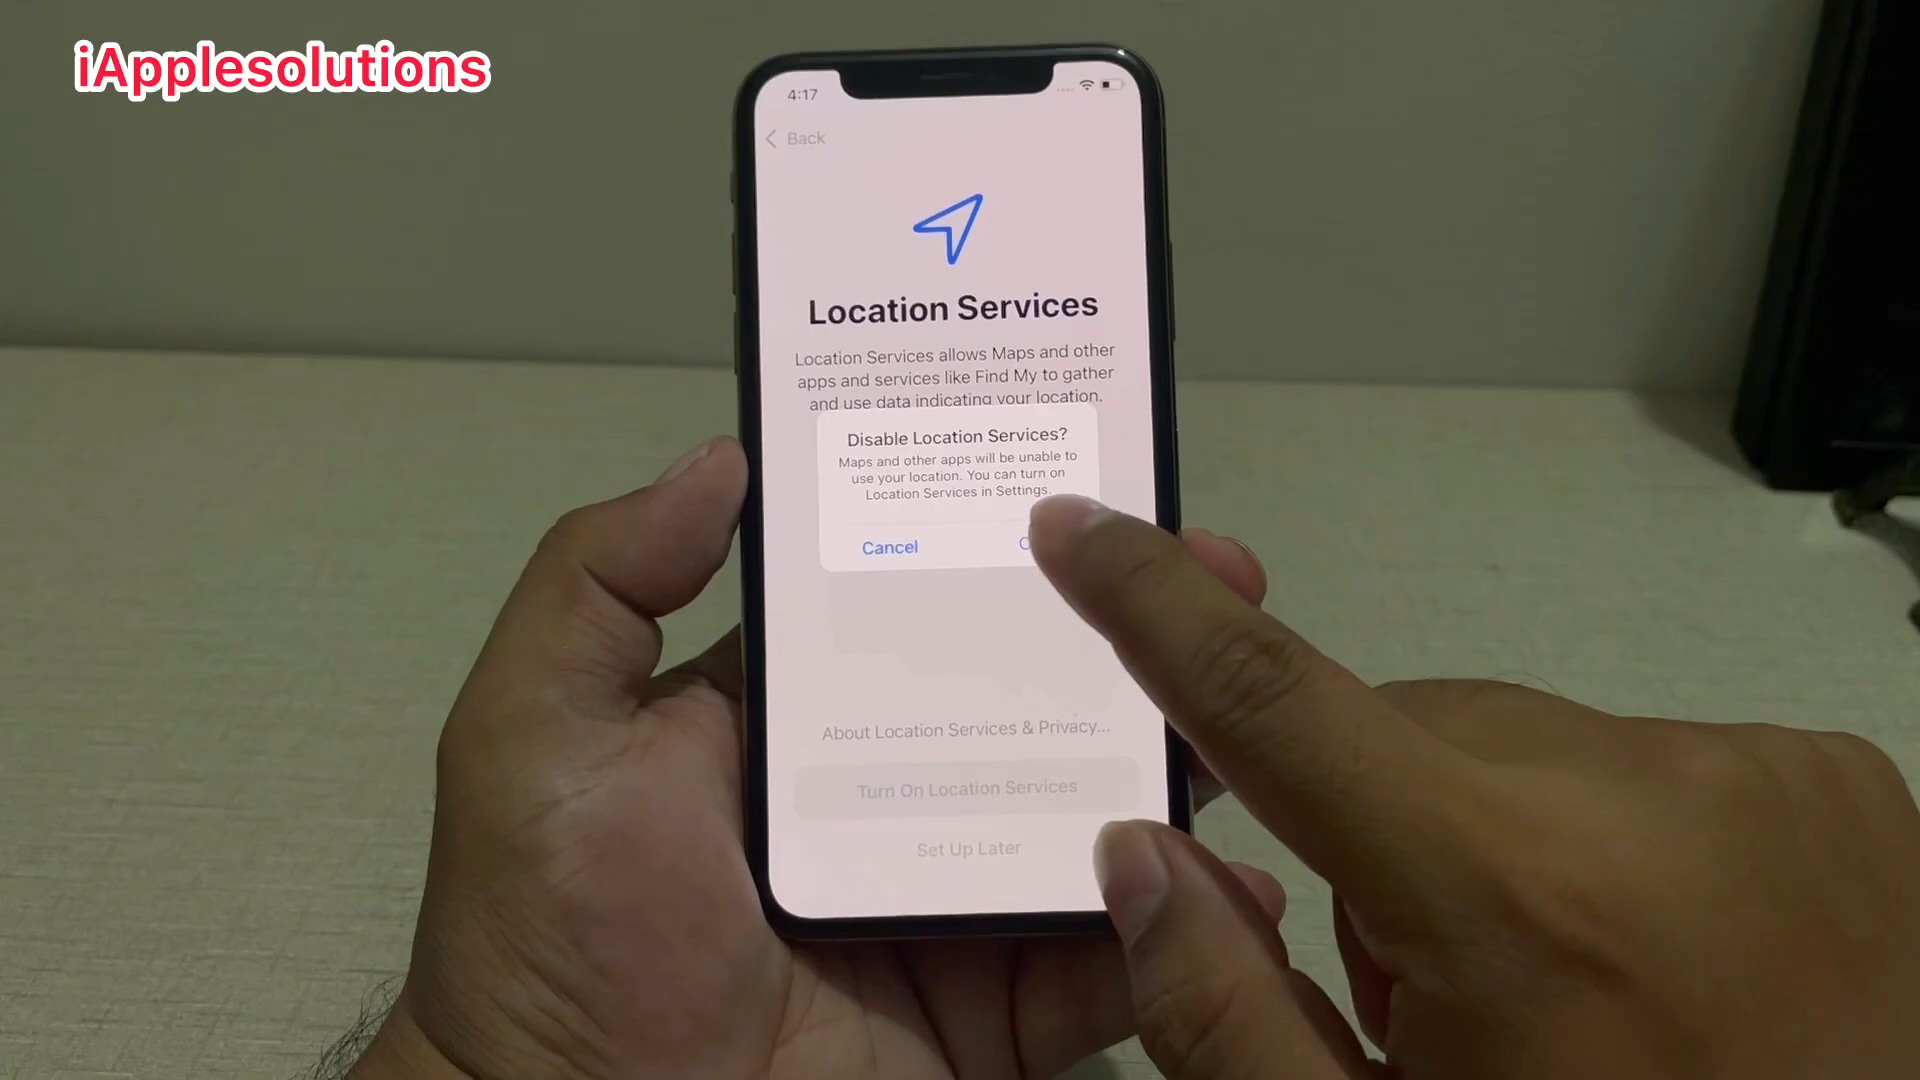 iApplesolutions
4:17
Back
Location Services
Location Services allows Maps and other
apps and services like Find My to gather
and use data indicating your location.
Disable Location Services?
Maps and other apps will be unable to
use your location. You can turn on
Location Services in Settings.
Cancel
About Location Services & Privacy...
Turn On Location Services
Set Up Later